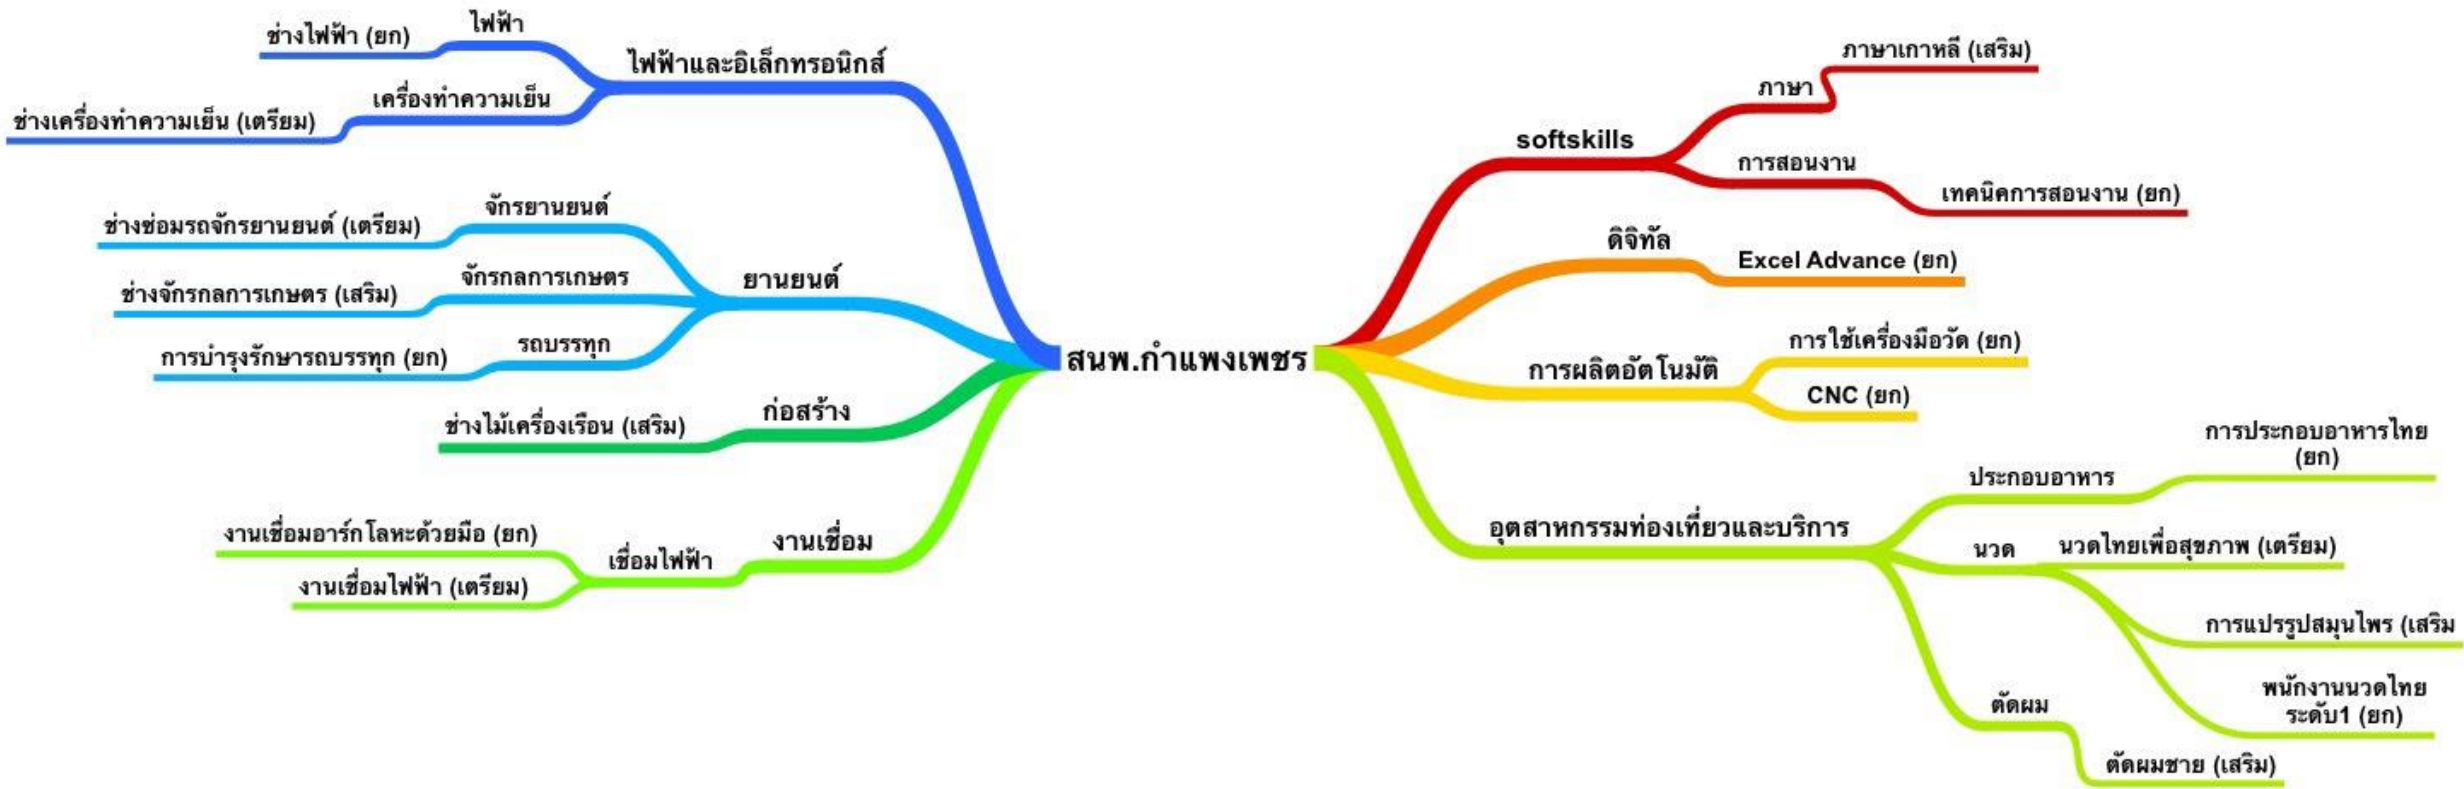 สนพ.กำแพงเพชร
ไฟฟ้าและอิเล็กทรอนิกส์
ไฟฟ้า
ช่างไฟฟ้า (ยก)
เครื่องทำความเย็น
ช่างเครื่องทำความเย็น (เตรียม)
ยานยนต์
จักรยานยนต์
ช่างซ่อมรถจักรยานยนต์ (เตรียม)
จักรกลการเกษตร
ช่างจักรกลการเกษตร (เสริม)
รถบรรทุก
การบำรุงรักษารถบรรทุก (ยก)
ก่อสร้าง
ช่างไม้เครื่องเรือน (เสริม)
งานเชื่อม
เชื่อมไฟฟ้า
งานเชื่อมอาร์กโลหะด้วยมือ (ยก)
งานเชื่อมไฟฟ้า (เตรียม)
softskills
ภาษา
ภาษาเกาหลี (เสริม)
การสอนงาน
เทคนิคการสอนงาน (ยก)
ดิจิทัล
Excel Advance (ยก)
การผลิตอัตโนมัติ
การใช้เครื่องมือวัด (ยก)
CNC (ยก)
อุตสาหกรรมท่องเที่ยวและบริการ
ประกอบอาหาร
การประกอบอาหารไทย
(ยก)
นวด
นวดไทยเพื่อสุขภาพ (เตรียม)
การแปรรูปสมุนไพร (เสริม
พนักงานนวดไทย
ระดับ1 (ยก)
ตัดผม
ตัดผมชาย (เสริม)